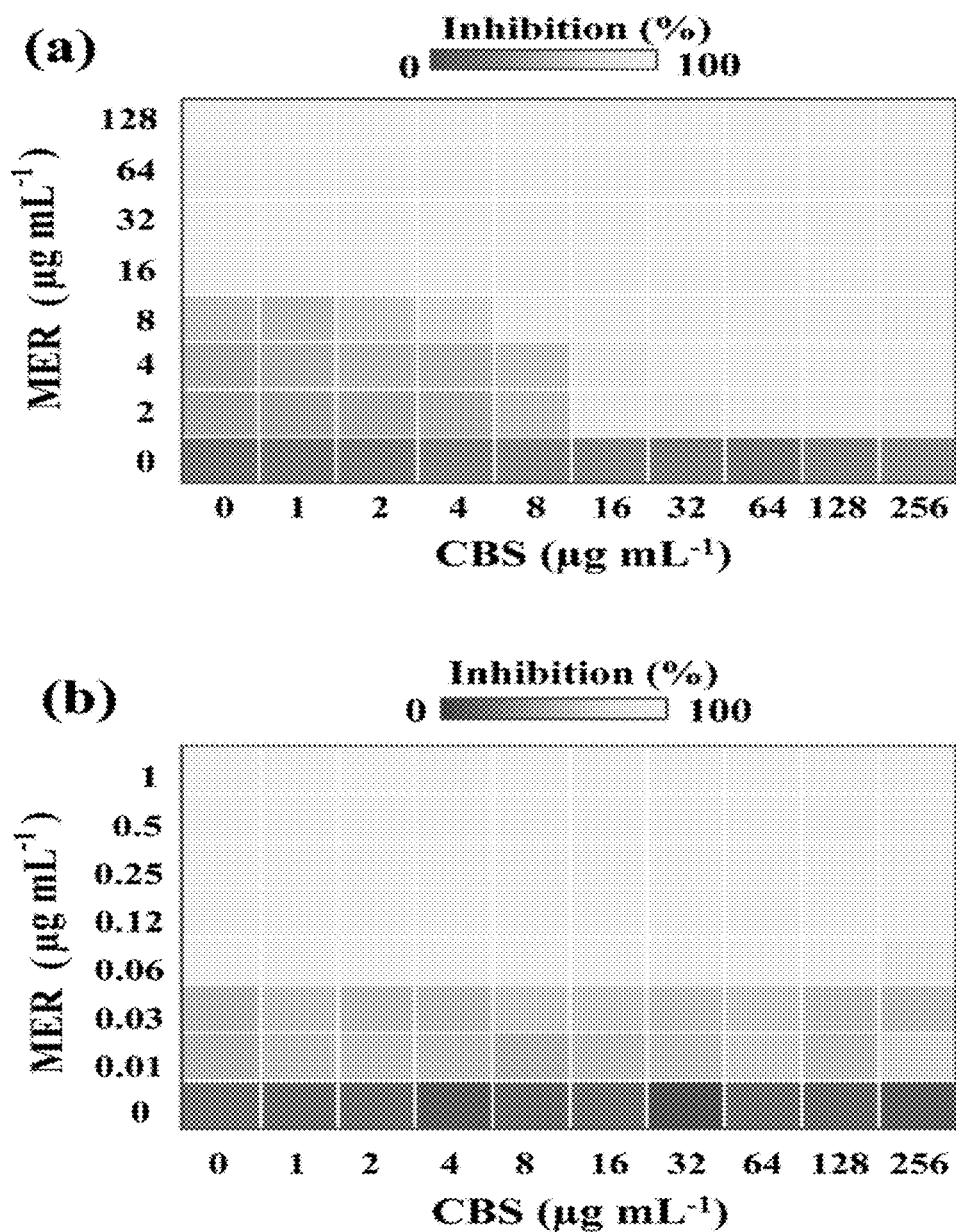 (a)
Inhibition (%)
0 100
MER (µg mL⁻¹)
128
64
32
16
8
4
2
0
0 1 2 4 8 16 32 64 128 256
CBS (µg mL⁻¹)
(b)
Inhibition (%)
0 100
MER (µg mL⁻¹)
1
0.5
0.25
0.12
0.06
0.03
0.01
0
0 1 2 4 8 16 32 64 128 256
CBS (µg mL⁻¹)